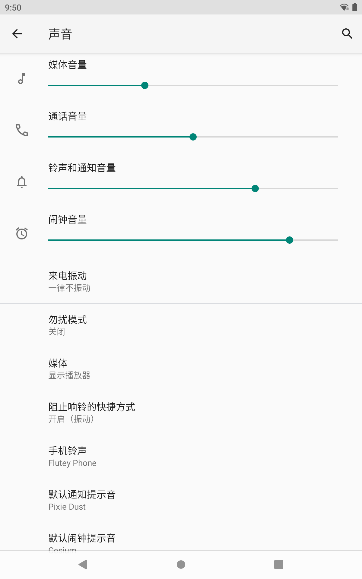 9:50
声音
媒体音量
通话音量
铃声和通知音量
闹钟音量
来电振动
一律不振动
勿扰模式
关闭
媒体
显示播放器
阻止响铃的快捷方式
开启（振动）
手机铃声
Flutey Phone
默认通知提示音
Pixie Dust
默认闹钟提示音